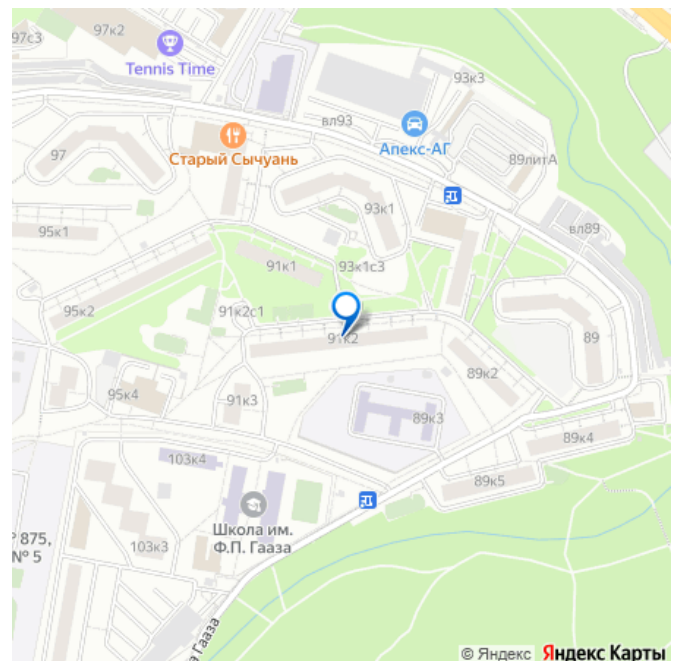 97с3
97к2
Tennis Time
93к3
вл93
Апекс-АГ
Старый Сычуань
97
89литА
93к1
вл89
95к1
91к1
93к1с3
95к2
91к2с1
91к2
89
89к2
95к4
91к3
89к3
89к4
103к4
89к5
Школа им.
Ф.П. Гааза
103к3
° 875,
№ 5
а Гааза
© Яндекс Яндекс Карты